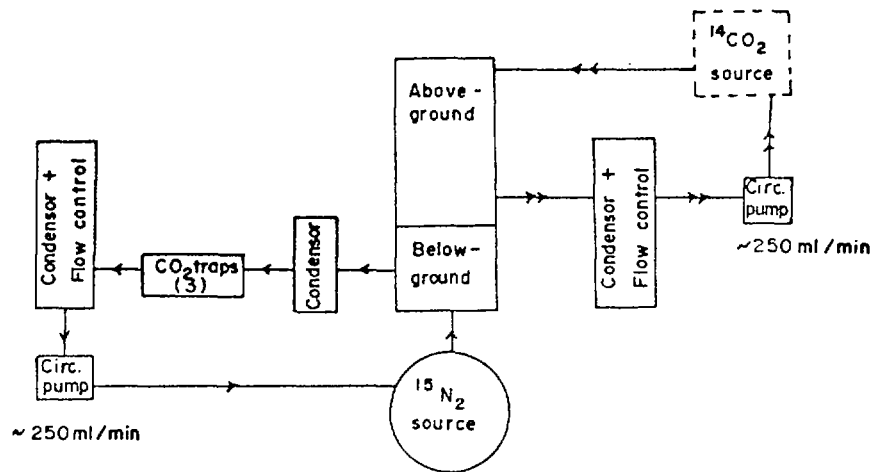 ¹⁴CO₂
source
Above-
ground
Below-
ground
Condensor +
Flow control
Circ.
pump
~250 ml/min
Condensor +
Flow control
CO₂ traps
(3)
Condensor
Circ.
pump
~ 250 ml/min
¹⁵N₂
source